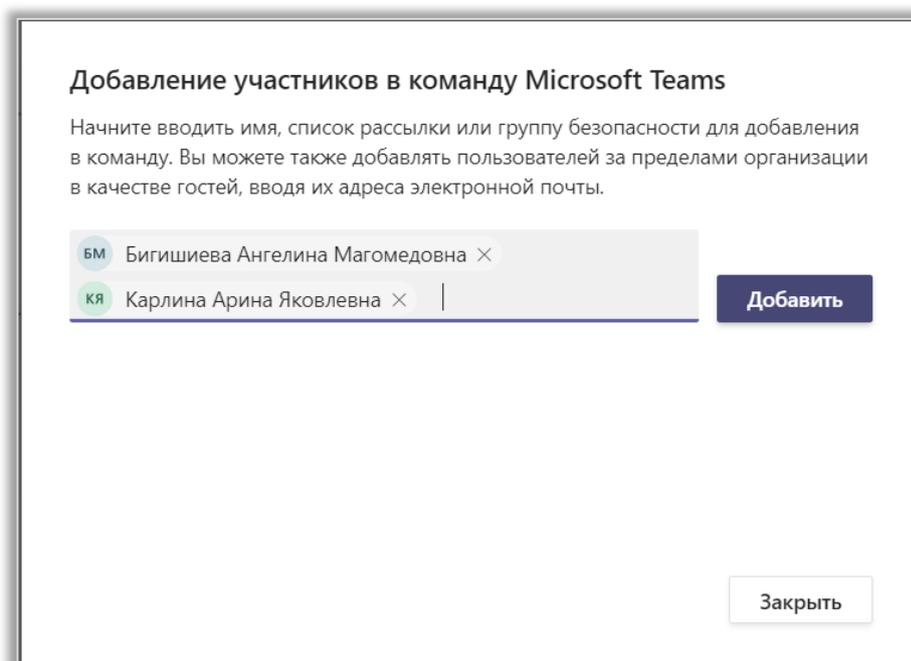 Добавление участников в команду Microsoft Teams
Начните вводить имя, список рассылки или группу безопасности для добавления
в команду. Вы можете также добавлять пользователей за пределами организации
в качестве гостей, вводя их адреса электронной почты.
БМ Бигишиева Ангелина Магомедовна
КЯ Карлина Арина Яковлевна
Добавить
Закрыть